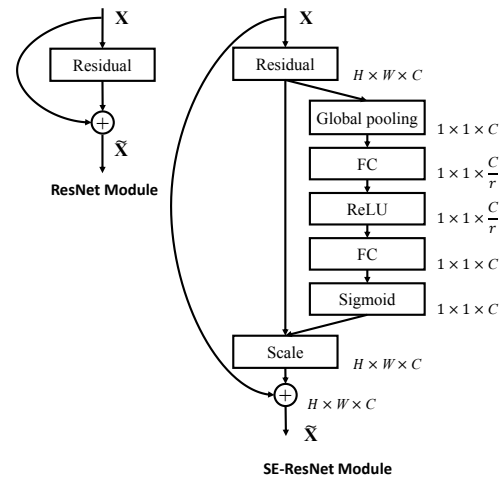 X
Residual
+
X̃
ResNet Module
X
Residual
H × W × C
Global pooling
1 × 1 × C
FC
1 × 1 × C/r
ReLU
1 × 1 × C/r
FC
1 × 1 × C
Sigmoid
1 × 1 × C
Scale
H × W × C
+
H × W × C
X̃
SE-ResNet Module